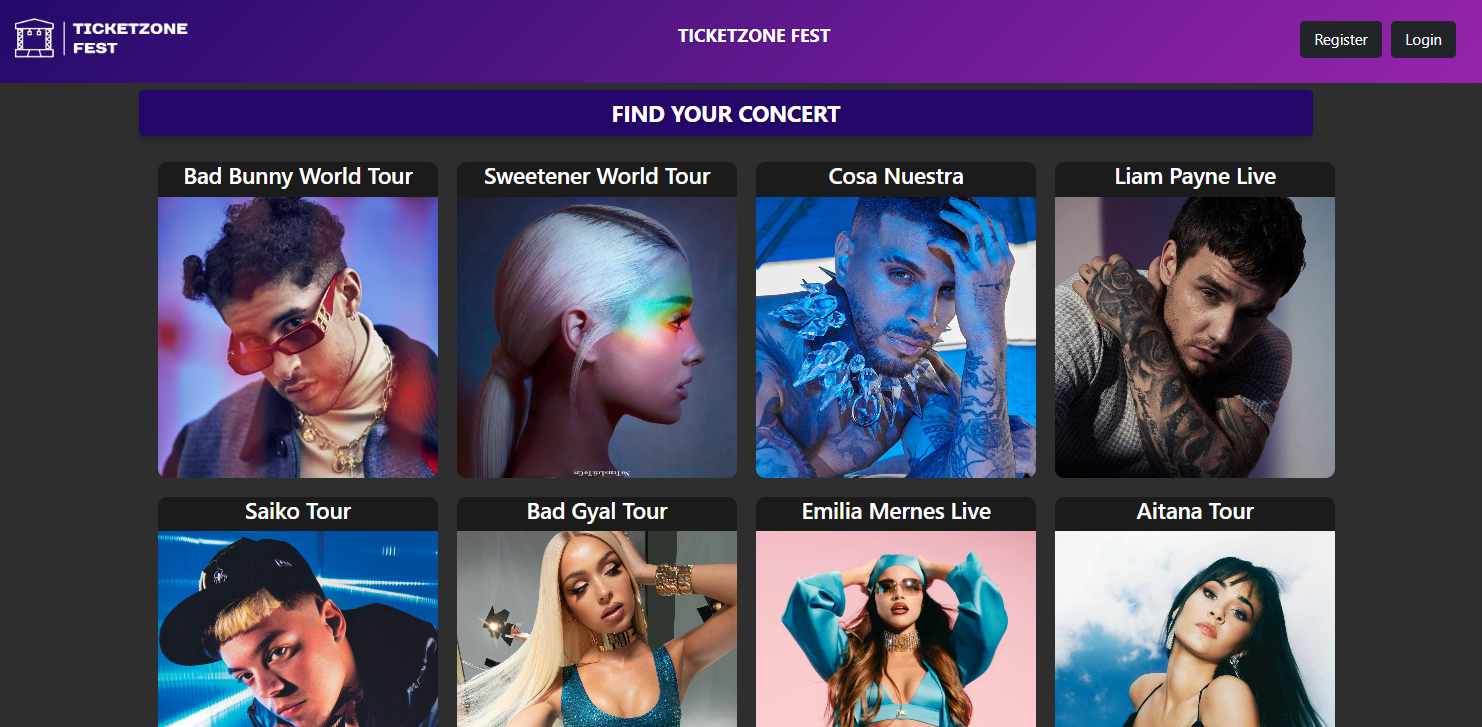 TICKETZONE
FEST
TICKETZONE FEST
Register
Login
FIND YOUR CONCERT
Bad Bunny World Tour
Sweetener World Tour
Cosa Nuestra
Liam Payne Live
Saiko Tour
Bad Gyal Tour
Emilia Mernes Live
Aitana Tour